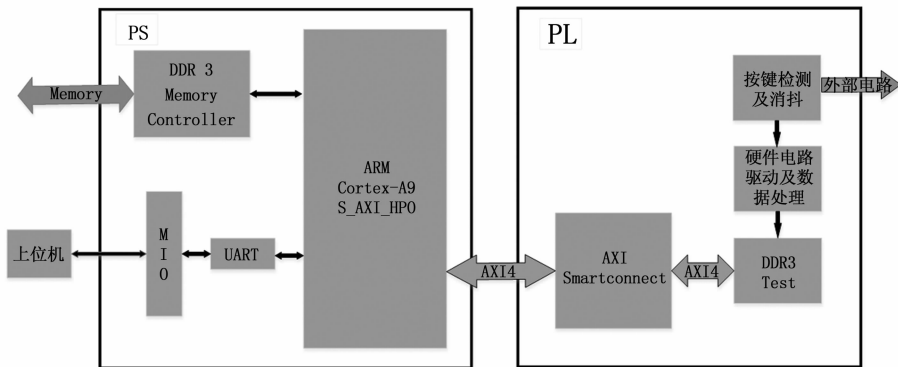 PS
DDR 3
Memory
Controller
Memory
ARM
Cortex-A9
S_AXI_HP0
上位机
M
I
O
UART
AXI4
PL
按键检测
及消抖
外部电路
硬件电路
驱动及数
据处理
AXI
Smartconnect
AXI4
DDR3
Test